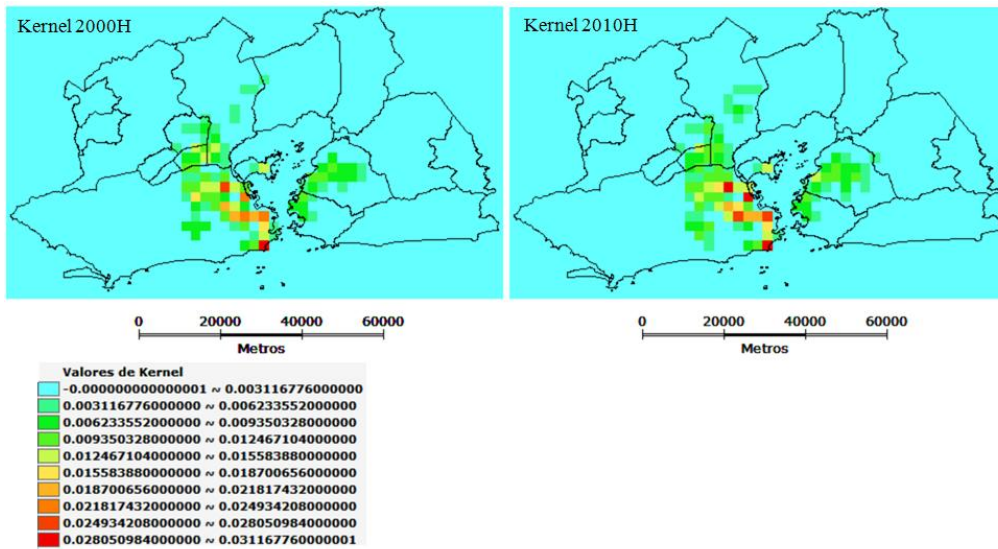 Kernel 2000H
Kernel 2010H
0 20000 40000 60000
Metros
0 20000 40000 60000
Metros
Valores de Kernel
-0.000000000000001 ~ 0.003116776000000
0.003116776000000 ~ 0.006233552000000
0.006233552000000 ~ 0.009350328000000
0.009350328000000 ~ 0.012467104000000
0.012467104000000 ~ 0.015583880000000
0.015583880000000 ~ 0.018700656000000
0.018700656000000 ~ 0.021817432000000
0.021817432000000 ~ 0.024934208000000
0.024934208000000 ~ 0.028050984000000
0.028050984000000 ~ 0.031167760000001